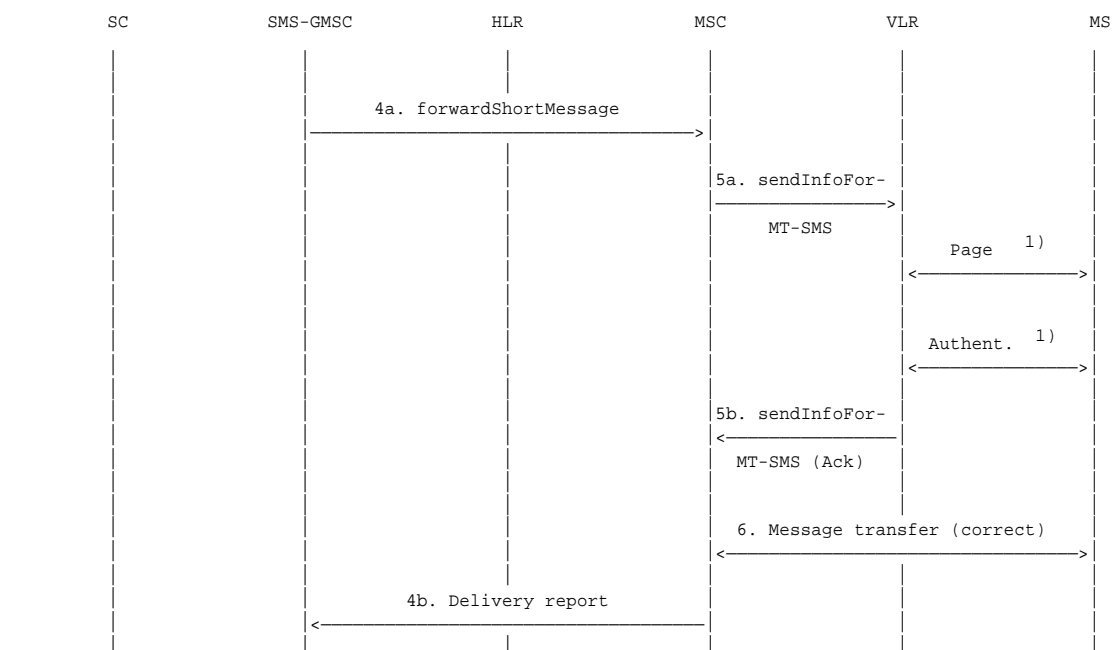 SC SMS-GMSC HLR MSC VLR MS
4a. forwardShortMessage
5a. sendInfoFor-
MT-SMS
Page 1)
Authent. 1)
5b. sendInfoFor-
MT-SMS (Ack)
6. Message transfer (correct)
4b. Delivery report